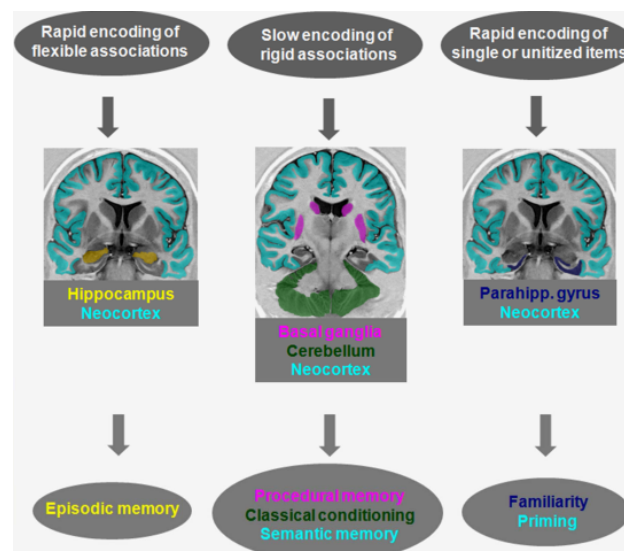 Rapid encoding of
flexible associations
Slow encoding of
rigid associations
Rapid encoding of
single or unitized items
Hippocampus
Neocortex
Basal ganglia
Cerebellum
Neocortex
Parahipp. gyrus
Neocortex
Episodic memory
Procedural memory
Classical conditioning
Semantic memory
Familiarity
Priming